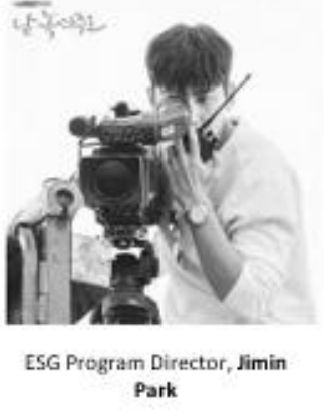 ESG Program Director, Jimin
Park